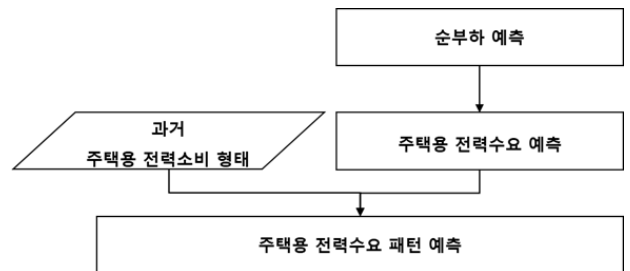 순부하 예측
과거
주택용 전력소비 형태
주택용 전력수요 예측
주택용 전력수요 패턴 예측